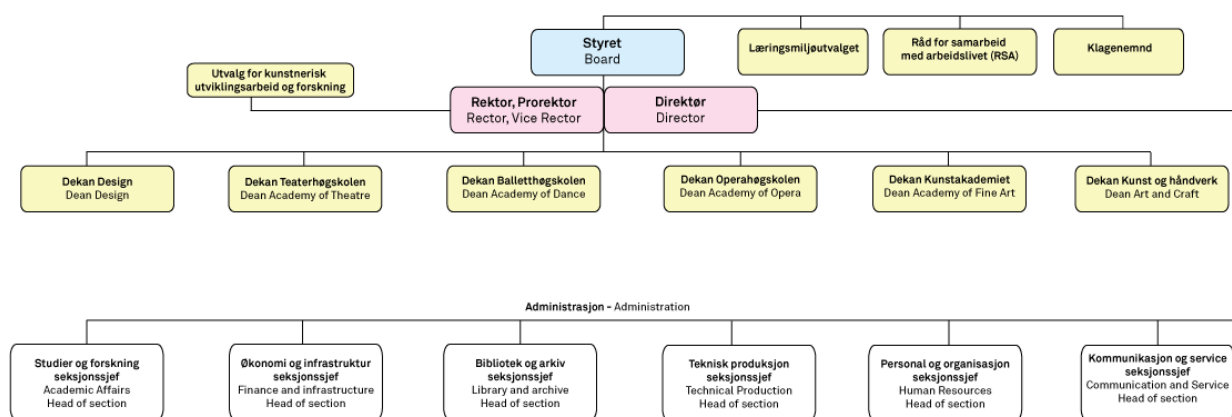 Styret
Board
Læringsmiljøutvalget
Råd for samarbeid
med arbeidslivet (RSA)
Klagenemnd
Utvalg for kunstnerisk
utviklingsarbeid og forskning
Rektor, Prorektor
Rector, Vice Rector
Direktør
Director
Dekan Design
Dean Design
Dekan Teaterhøgskolen
Dean Academy of Theatre
Dekan Balletthøgskolen
Dean Academy of Dance
Dekan Operahøgskolen
Dean Academy of Opera
Dekan Kunstakademiet
Dean Academy of Fine Art
Dekan Kunst og håndverk
Dean Art and Craft
Administrasjon - Administration
Studier og forskning
seksjonssjef
Academic Affairs
Head of section
Økonomi og infrastruktur
seksjonssjef
Finance and infrastructure
Head of section
Bibliotek og arkiv
seksjonssjef
Library and archive
Head of section
Teknisk produksjon
seksjonssjef
Technical Production
Head of section
Personal og organisasjon
seksjonssjef
Human Resources
Head of section
Kommunikasjon og service
seksjonssjef
Communication and Service
Head of section